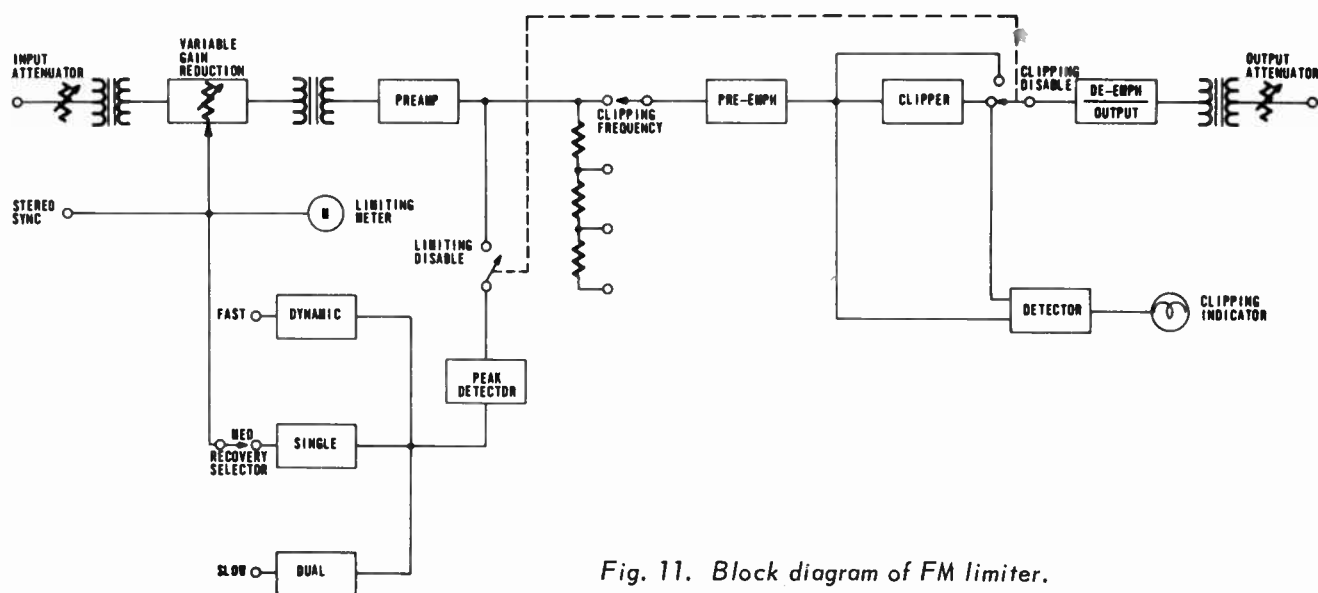 INPUT
ATTENUATOR
VARIABLE
GAIN
REDUCTION
PREAMP
CLIPPING
FREQUENCY
PRE-EMPH
CLIPPER
CLIPPING
DISABLE
DE-EMPH
OUTPUT
OUTPUT
ATTENUATOR
STEREO
SYNC
M
LIMITING
METER
LIMITING
DISABLE
FAST
DYNAMIC
PEAK
DETECTOR
DETECTOR
CLIPPING
INDICATOR
MED
RECOVERY
SELECTOR
SINGLE
SLOW
DUAL
Fig. 11. Block diagram of FM limiter.